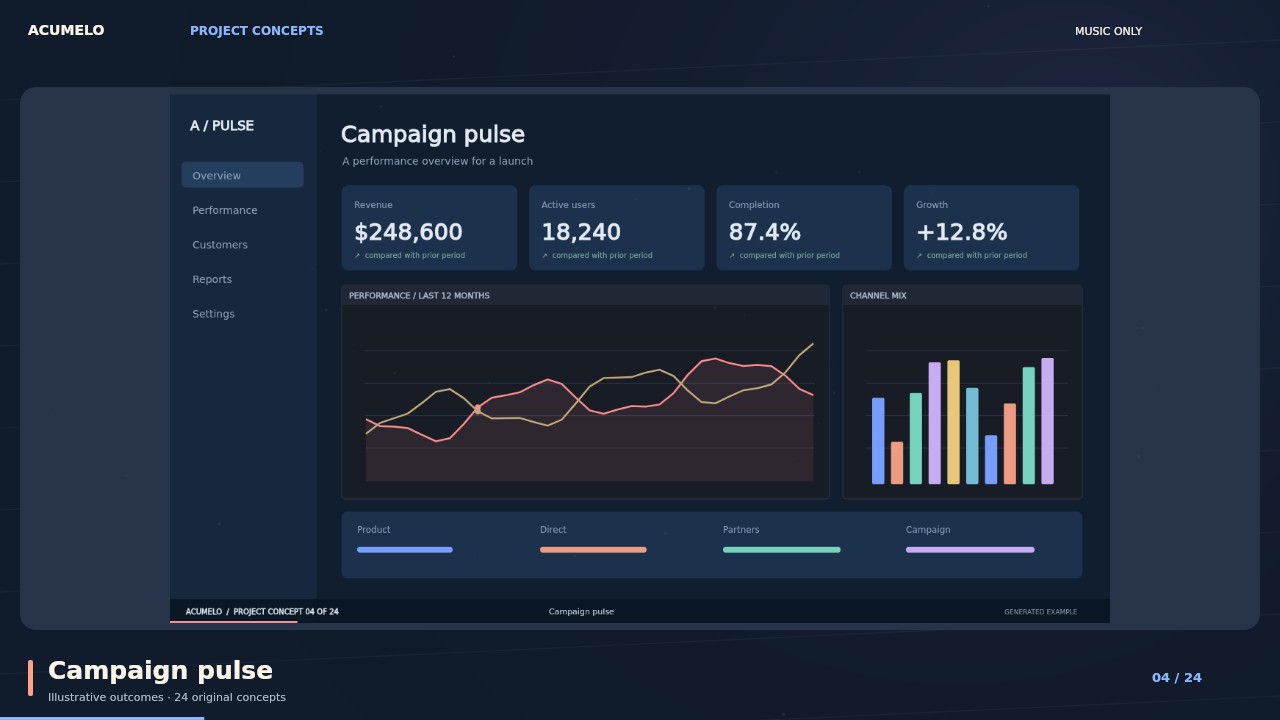 ACUMELO
PROJECT CONCEPTS
MUSIC ONLY
A / PULSE
Overview
Performance
Customers
Reports
Settings
Campaign pulse
A performance overview for a launch
Revenue
$248,600
↗ compared with prior period
Active users
18,240
↗ compared with prior period
Completion
87.4%
↗ compared with prior period
Growth
+12.8%
↗ compared with prior period
PERFORMANCE / LAST 12 MONTHS
CHANNEL MIX
Product
Direct
Partners
Campaign
ACUMELO / PROJECT CONCEPT 04 OF 24
Campaign pulse
GENERATED EXAMPLE
Campaign pulse
Illustrative outcomes · 24 original concepts
04 / 24